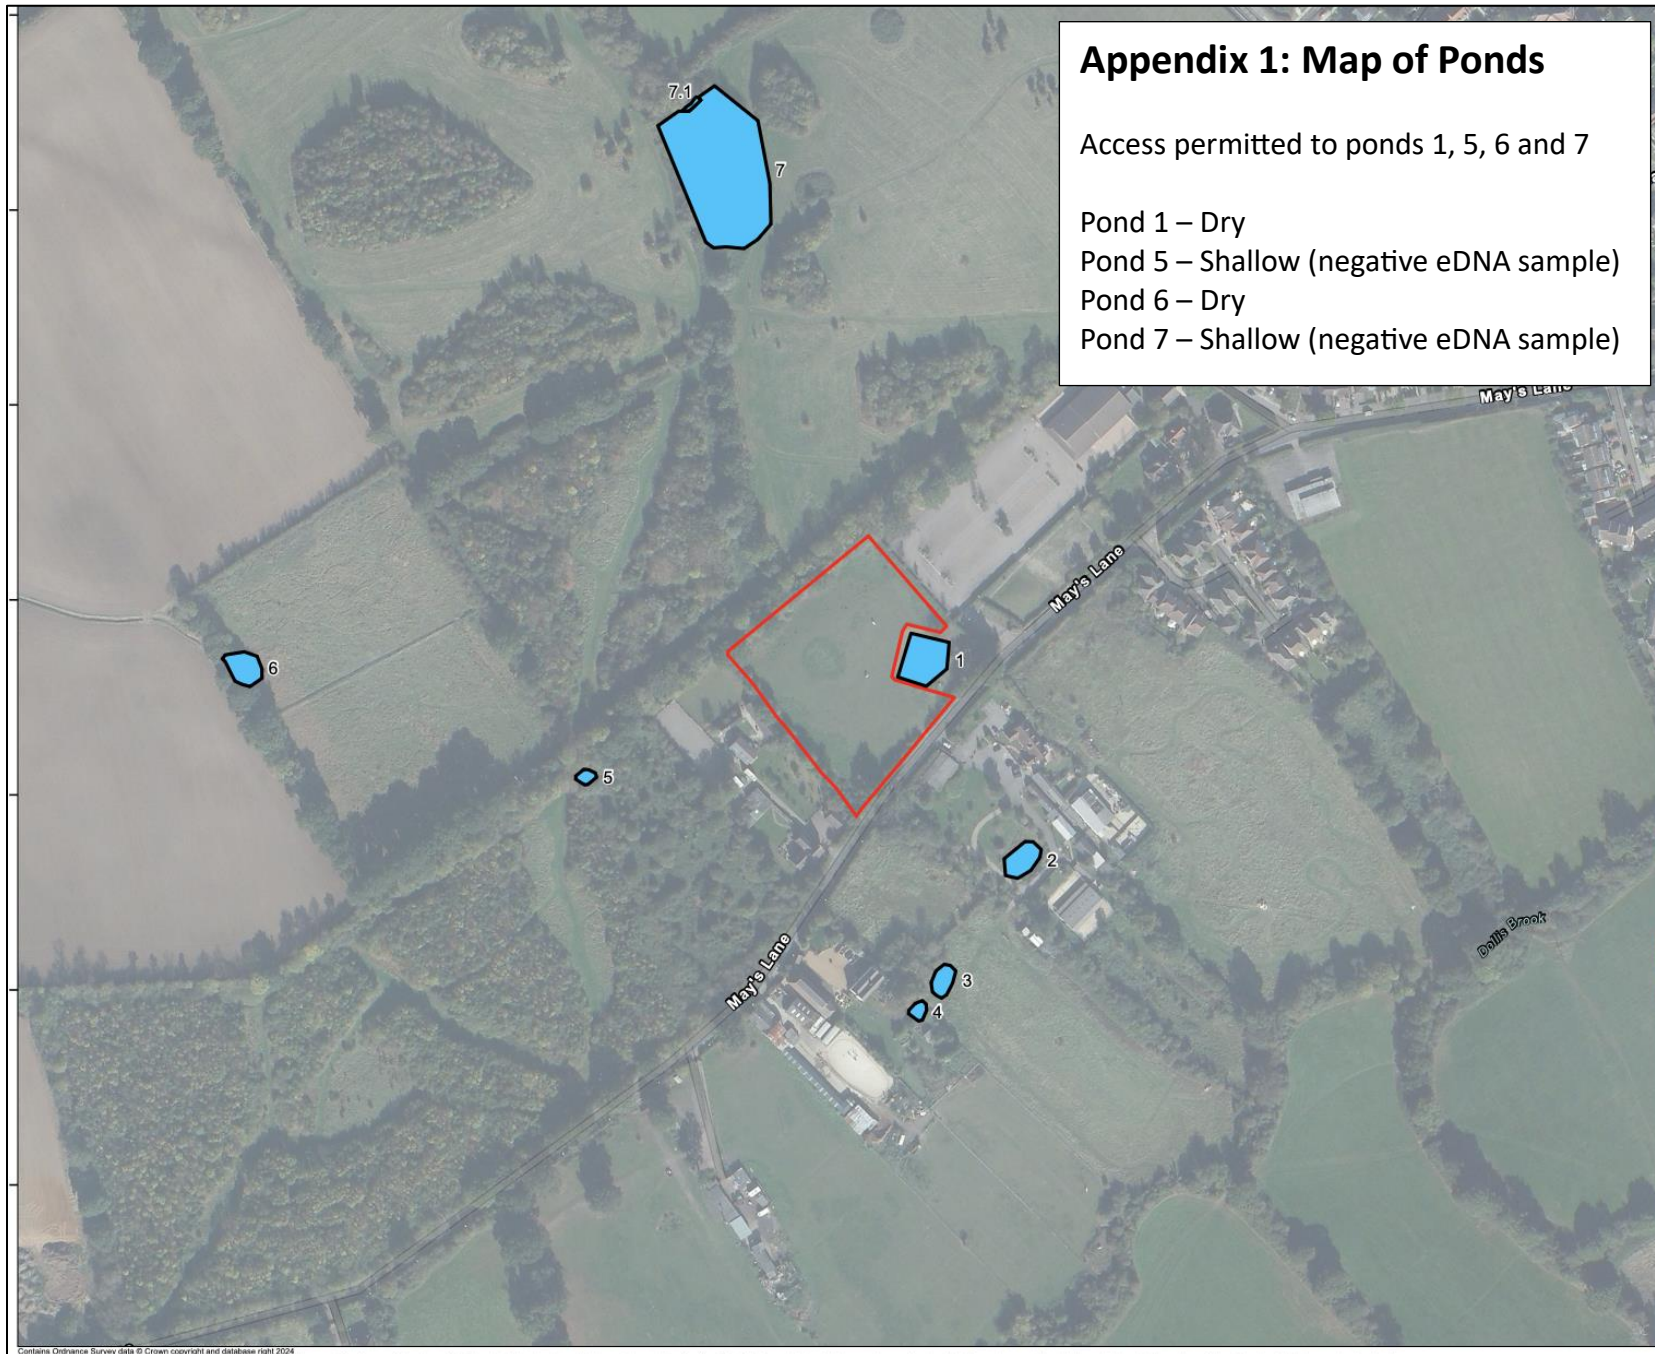 Appendix 1: Map of Ponds
Access permitted to ponds 1, 5, 6 and 7
Pond 1 – Dry
Pond 5 – Shallow (negative eDNA sample)
Pond 6 – Dry
Pond 7 – Shallow (negative eDNA sample)
7.1
7
May's Lane
May's Lane
1
6
5
2
Dollis Brook
May's Lane
3
4
Contains Ordnance Survey data © Crown copyright and database right 2024